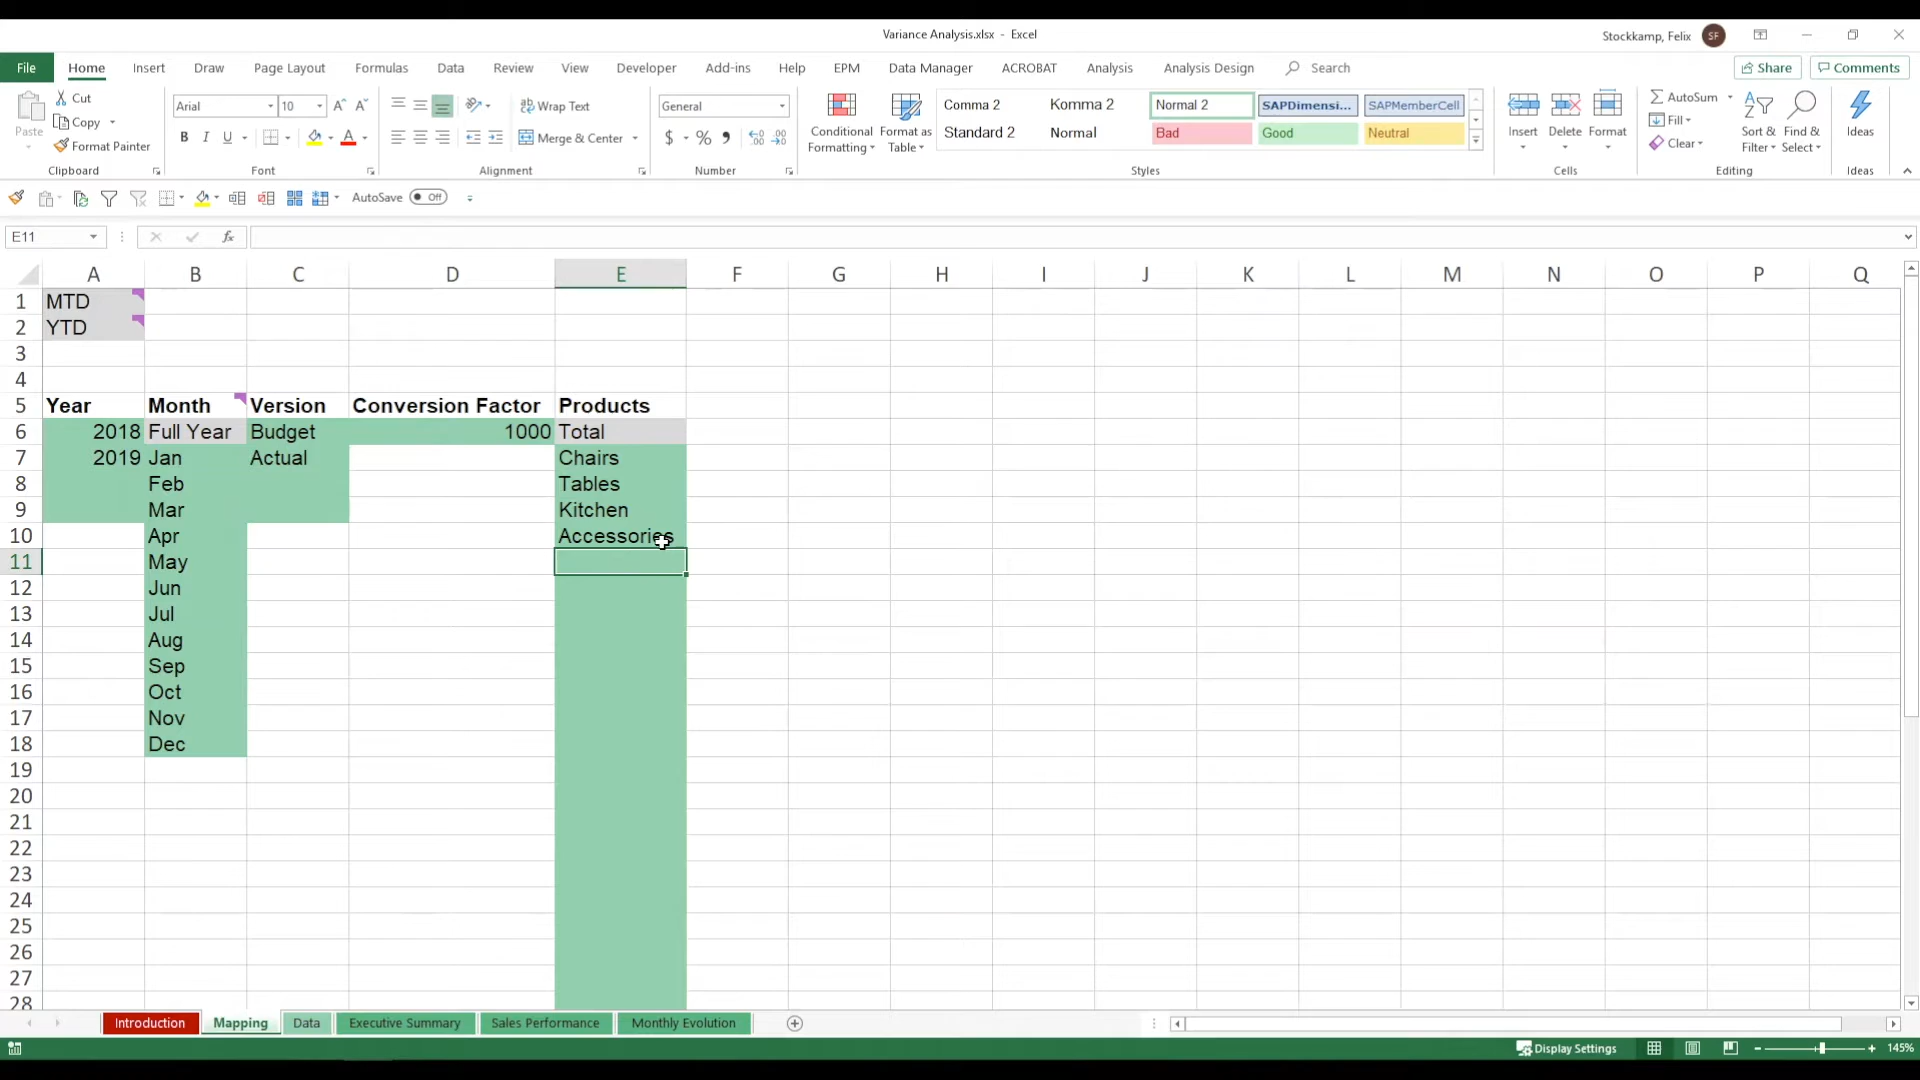 Variance Analysis.xlsx - Excel
Stockkamp, Felix SF
File Home Insert Draw Page Layout Formulas Data Review View Developer Add-ins Help EPM Data Manager ACROBAT Analysis Analysis Design Search Share Comments
Paste
Cut
Copy
Format Painter
Clipboard
Arial 10
B I U
Font
Wrap Text
Merge & Center
Alignment
General
$ % 9
Number
Conditional Formatting
Format as Table
Comma 2 Komma 2 Normal 2 SAPDimensi... SAPMemberCell
Standard 2 Normal Bad Good Neutral
Styles
Insert Delete Format
Cells
AutoSum
Fill
Clear
Sort & Filter
Find & Select
Editing
Ideas
Ideas
AutoSave Off
E11 fx
A B C D E F G H I J K L M N O P Q
1 MTD
2 YTD
3
4
5 Year Month Version Conversion Factor Products
6 2018 Full Year Budget 1000 Total
7 2019 Jan Actual Chairs
8 Feb Tables
9 Mar Kitchen
10 Apr Accessories
11 May
12 Jun
13 Jul
14 Aug
15 Sep
16 Oct
17 Nov
18 Dec
19
20
21
22
23
24
25
26
27
28
Introduction Mapping Data Executive Summary Sales Performance Monthly Evolution
Display Settings 145%